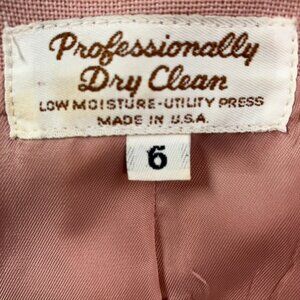 Professionally
Dry Clean
LOW MOISTURE-UTILITY PRESS
MADE IN U.S.A.
6